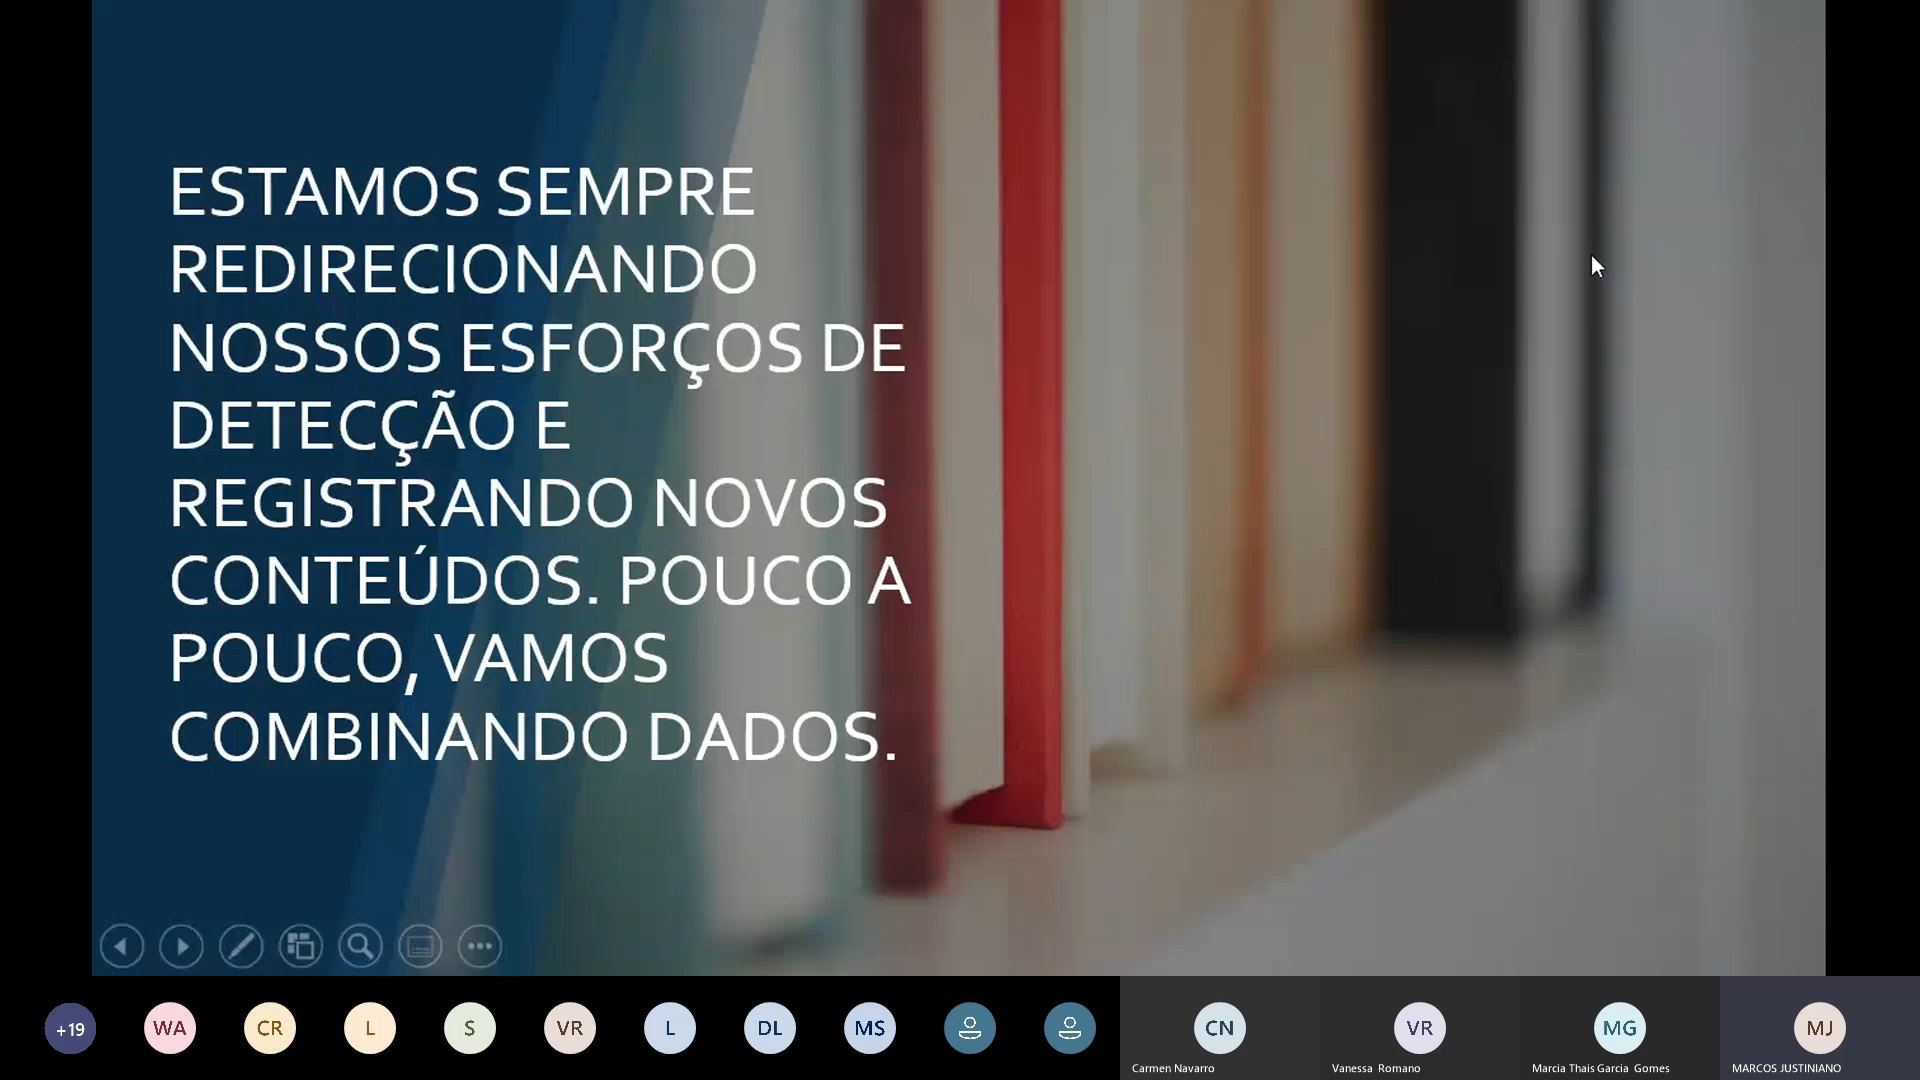 ESTAMOS SEMPRE
REDIRECIONANDO
NOSSOS ESFORÇOS DE
DETECÇÃO E
REGISTRANDO NOVOS
CONTEÚDOS. POUCO A
POUCO, VAMOS
COMBINANDO DADOS.
+19
WA
CR
L
S
VR
L
DL
MS
CN
VR
MG
MJ
Carmen Navarro
Vanessa Romano
Marcia Thais Garcia Gomes
MARCOS JUSTINIANO